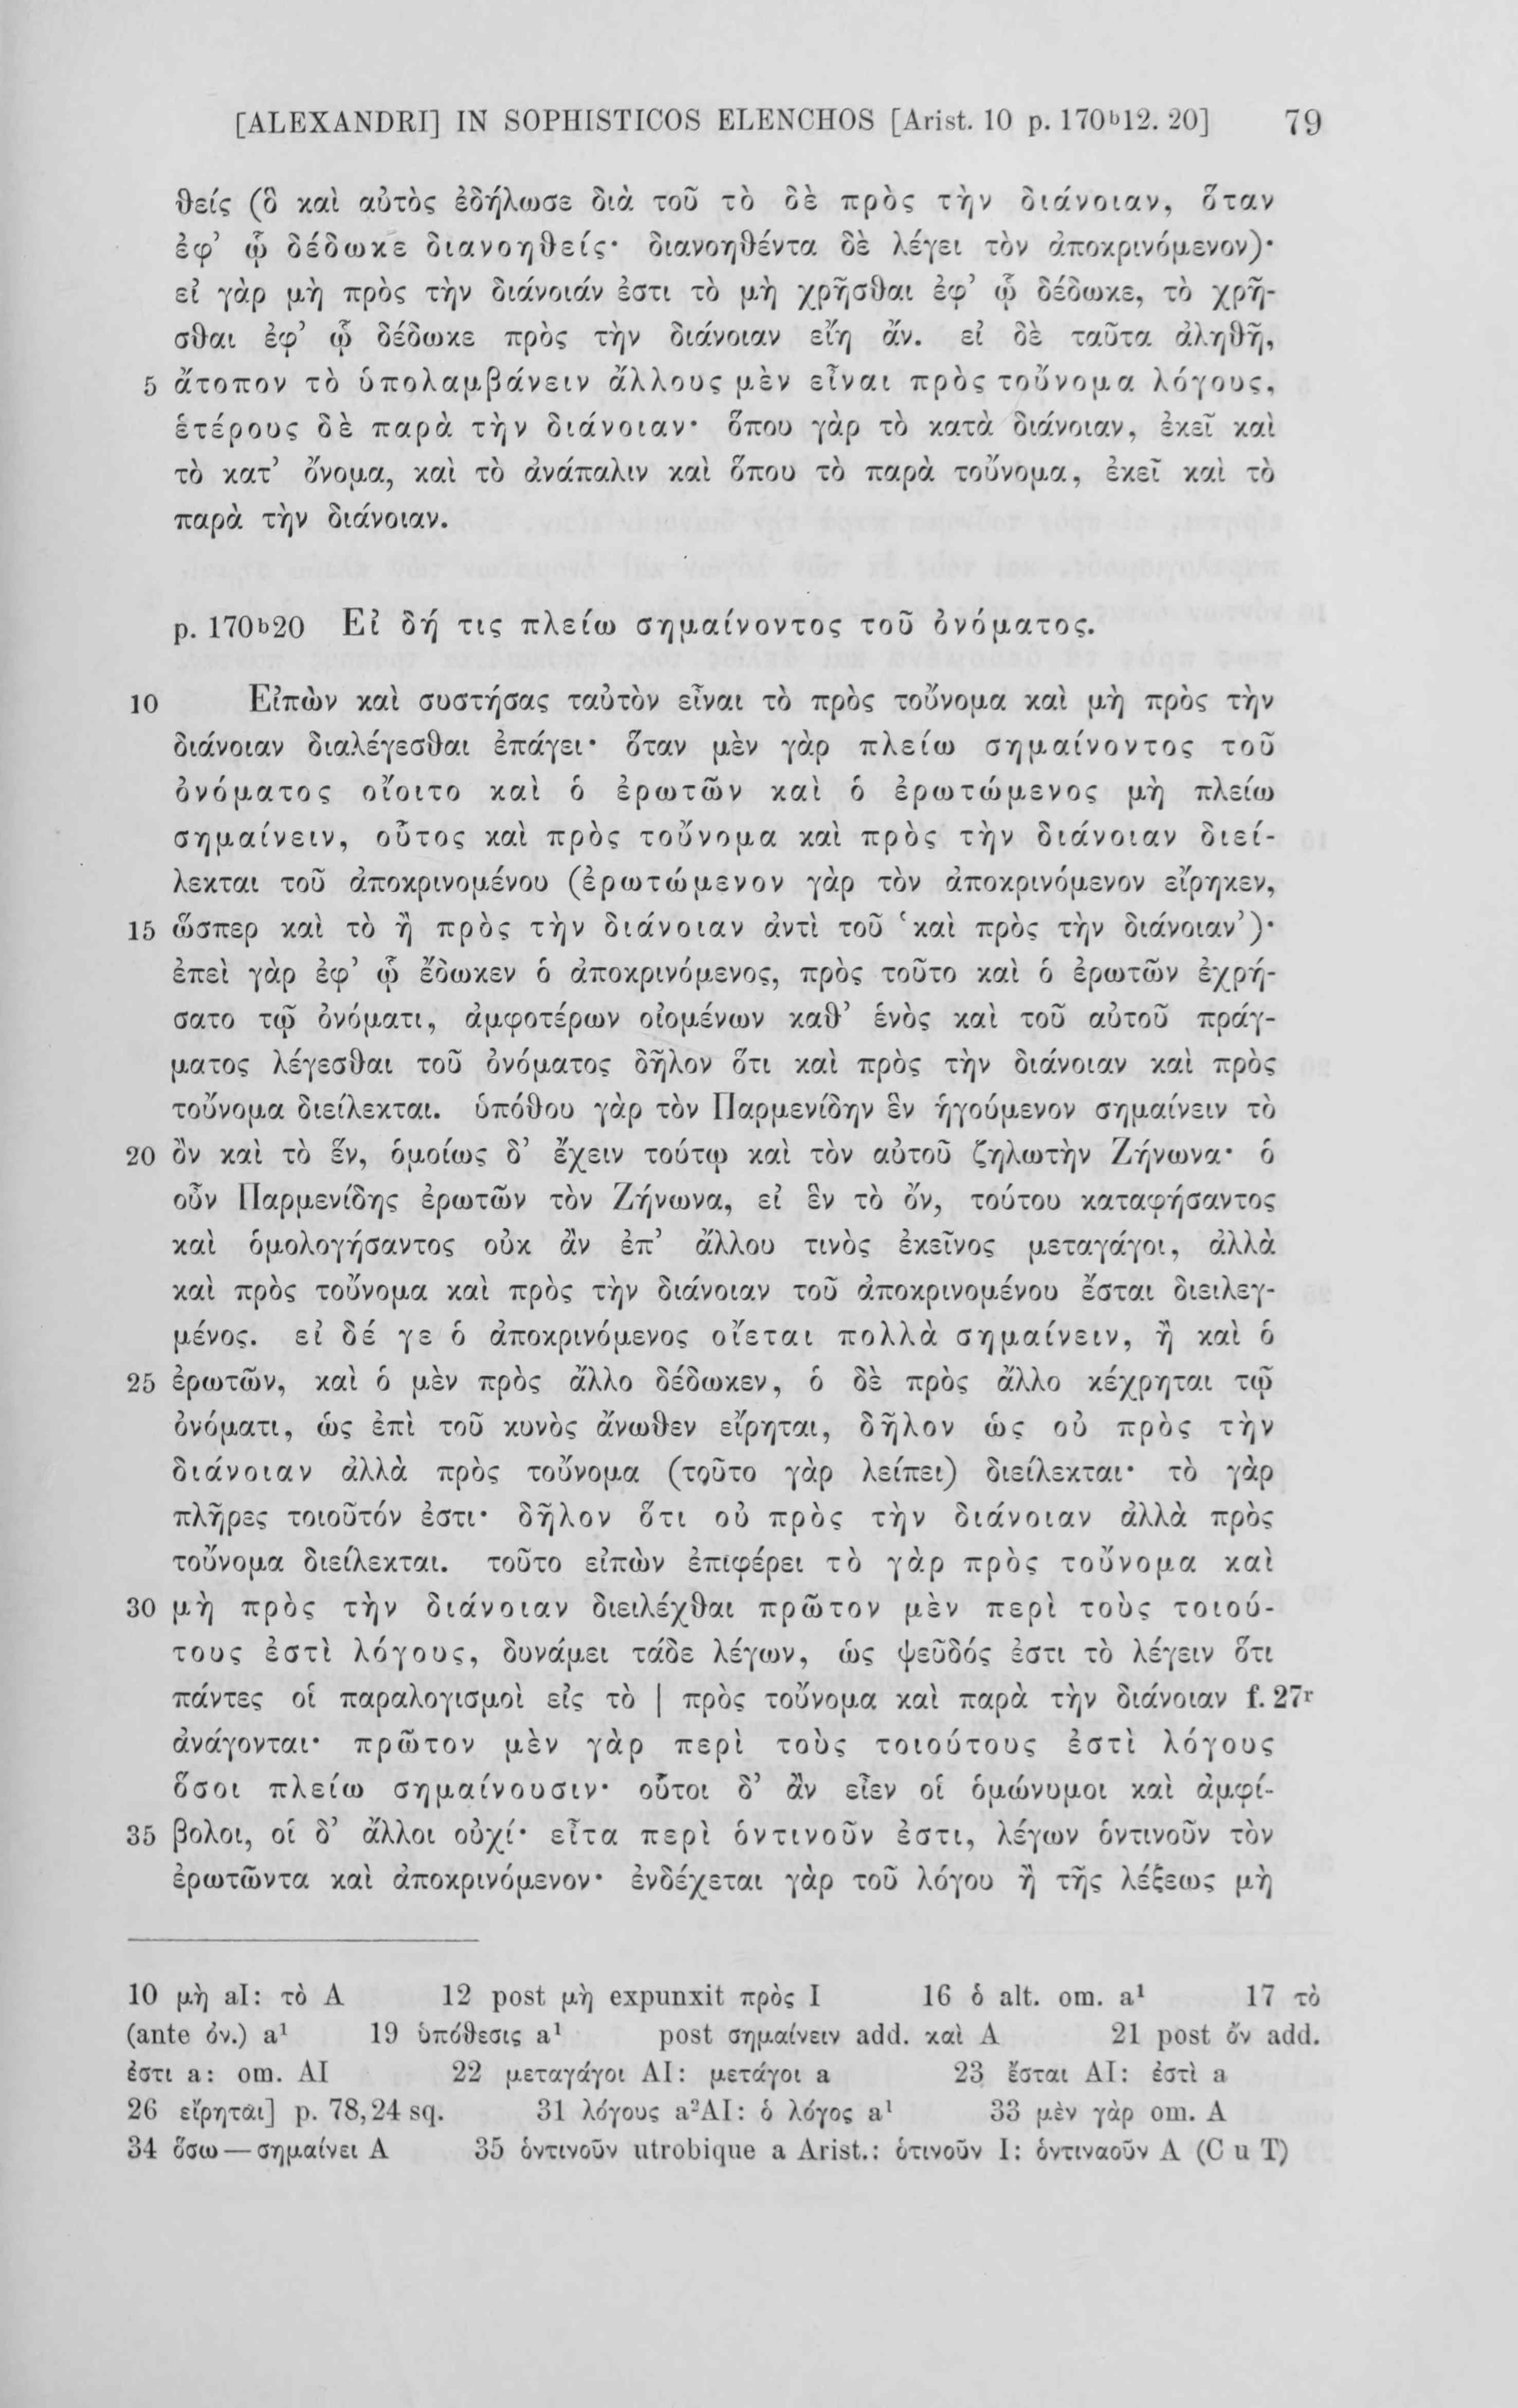 [ALEXANDRI] IN SOPHISTICOS ELENCHOS [Arist. 10 p. 170ᵇ12. 20] 79
θείς (ὃ καὶ αὐτὸς ἐδήλωσε διὰ τοῦ τὸ δὲ πρὸς τὴν διάνοιαν, ὅταν
ἐφ’ ᾧ δέδωκε διανοηθείς· διανοηθέντα δὲ λέγει τὸν ἀποκρινόμενον)·
εἰ γὰρ μὴ πρὸς τὴν διάνοιάν ἐστι τὸ μὴ χρῆσθαι ἐφ’ ᾧ δέδωκε, τὸ χρῆ-
σθαι ἐφ’ ᾧ δέδωκε πρὸς τὴν διάνοιαν εἴη ἄν. εἰ δὲ ταῦτα ἀληθῆ,
5 ἄτοπον τὸ ὑπολαμβάνειν ἄλλους μὲν εἶναι πρὸς τοὔνομα λόγους,
ἑτέρους δὲ παρὰ τὴν διάνοιαν· ὅπου γὰρ τὸ κατὰ διάνοιαν, ἐκεῖ καὶ
τὸ κατ’ ὄνομα, καὶ τὸ ἀνάπαλιν καὶ ὅπου τὸ παρὰ τοὔνομα, ἐκεῖ καὶ τὸ
παρὰ τὴν διάνοιαν.
p. 170ᵇ20 Εἰ δή τις πλείω σημαίνοντος τοῦ ὀνόματος.
10 Εἰπὼν καὶ συστήσας ταὐτὸν εἶναι τὸ πρὸς τοὔνομα καὶ μὴ πρὸς τὴν
διάνοιαν διαλέγεσθαι ἐπάγει· ὅταν μὲν γὰρ πλείω σημαίνοντος τοῦ
ὀνόματος οἴοιτο καὶ ὁ ἐρωτῶν καὶ ὁ ἐρωτώμενος μὴ πλείω
σημαίνειν, οὗτος καὶ πρὸς τοὔνομα καὶ πρὸς τὴν διάνοιαν διεί-
λεκται τοῦ ἀποκρινομένου (ἐρωτώμενον γὰρ τὸν ἀποκρινόμενον εἴρηκεν,
15 ὥσπερ καὶ τὸ ἢ πρὸς τὴν διάνοιαν ἀντὶ τοῦ ‘καὶ πρὸς τὴν διάνοιαν’)·
ἐπεὶ γὰρ ἐφ’ ᾧ ἔδωκεν ὁ ἀποκρινόμενος, πρὸς τοῦτο καὶ ὁ ἐρωτῶν ἐχρή-
σατο τῷ ὀνόματι, ἀμφοτέρων οἰομένων καθ’ ἑνὸς καὶ τοῦ αὐτοῦ πράγ-
ματος λέγεσθαι τοῦ ὀνόματος δῆλον ὅτι καὶ πρὸς τὴν διάνοιαν καὶ πρὸς
τοὔνομα διείλεκται. ὑπόθου γὰρ τὸν Παρμενίδην ἓν ἡγούμενον σημαίνειν τὸ
20 ὂν καὶ τὸ ἕν, ὁμοίως δ’ ἔχειν τούτῳ καὶ τὸν αὐτοῦ ζηλωτὴν Ζήνωνα· ὁ
οὖν Παρμενίδης ἐρωτῶν τὸν Ζήνωνα, εἰ ἓν τὸ ὄν, τούτου καταφήσαντος
καὶ ὁμολογήσαντος οὐκ ἂν ἐπ’ ἄλλου τινὸς ἐκεῖνος μεταγάγοι, ἀλλὰ
καὶ πρὸς τοὔνομα καὶ πρὸς τὴν διάνοιαν τοῦ ἀποκρινομένου ἔσται διειλεγ-
μένος. εἰ δέ γε ὁ ἀποκρινόμενος οἴεται πολλὰ σημαίνειν, ἢ καὶ ὁ
25 ἐρωτῶν, καὶ ὁ μὲν πρὸς ἄλλο δέδωκεν, ὁ δὲ πρὸς ἄλλο κέχρηται τῷ
ὀνόματι, ὡς ἐπὶ τοῦ κυνὸς ἄνωθεν εἴρηται, δῆλον ὡς οὐ πρὸς τὴν
διάνοιαν ἀλλὰ πρὸς τοὔνομα (τοῦτο γὰρ λείπει) διείλεκται· τὸ γὰρ
πλῆρες τοιοῦτόν ἐστι· δῆλον ὅτι οὐ πρὸς τὴν διάνοιαν ἀλλὰ πρὸς
τοὔνομα διείλεκται. τοῦτο εἰπὼν ἐπιφέρει τὸ γὰρ πρὸς τοὔνομα καὶ
30 μὴ πρὸς τὴν διάνοιαν διειλέχθαι πρῶτον μὲν περὶ τοὺς τοιού-
τους ἐστὶ λόγους, δυνάμει τάδε λέγων, ὡς ψεῦδός ἐστι τὸ λέγειν ὅτι
πάντες οἱ παραλογισμοὶ εἰς τὸ | πρὸς τοὔνομα καὶ παρὰ τὴν διάνοιαν f. 27ʳ
ἀνάγονται· πρῶτον μὲν γὰρ περὶ τοὺς τοιούτους ἐστὶ λόγους
ὅσοι πλείω σημαίνουσιν· οὗτοι δ’ ἂν εἶεν οἱ ὁμώνυμοι καὶ ἀμφί-
35 βολοι, οἱ δ’ ἄλλοι οὐχί· εἶτα περὶ ὁντινοῦν ἐστι, λέγων ὁντινοῦν τὸν
ἐρωτῶντα καὶ ἀποκρινόμενον· ἐνδέχεται γὰρ τοῦ λόγου ἢ τῆς λέξεως μὴ
10 μὴ aI: τὸ A 12 post μὴ expunxit πρὸς I 16 ὁ alt. om. a¹ 17 τὸ
(ante ὀν.) a¹ 19 ὑπόθεσις a¹ post σημαίνειν add. καὶ A 21 post ὄν add.
ἐστι a: om. AI 22 μεταγάγοι AI: μετάγοι a 23 ἔσται AI: ἐστὶ a
26 εἴρηται] p. 78,24 sq. 31 λόγους a²AI: ὁ λόγος a¹ 33 μὲν γὰρ om. A
34 ὅσω — σημαίνει A 35 ὁντινοῦν utrobique a Arist.: ὁτινοῦν I: ὁντιναοῦν A (C u T)